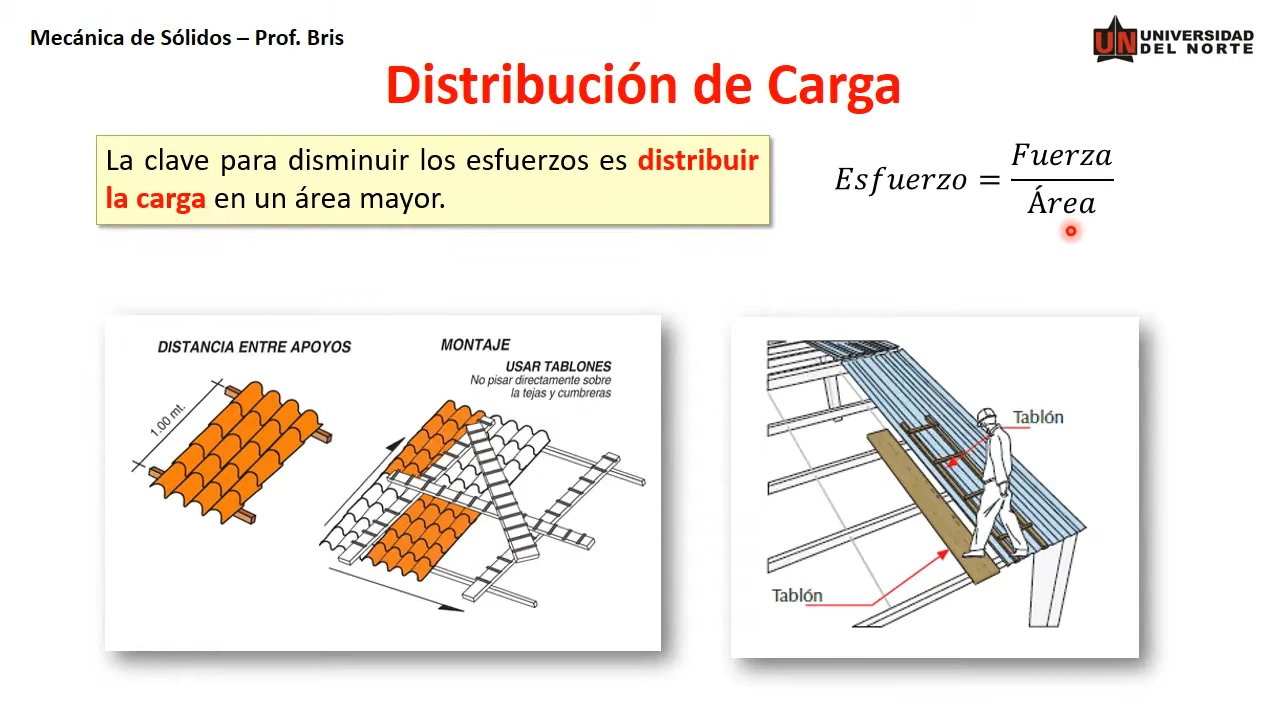 Mecánica de Sólidos – Prof. Bris
UN UNIVERSIDAD
DEL NORTE
Distribución de Carga
La clave para disminuir los esfuerzos es distribuir
la carga en un área mayor.
Esfuerzo = Fuerza / Área
DISTANCIA ENTRE APOYOS
1.00 mt.
MONTAJE
USAR TABLONES
No pisar directamente sobre
la tejas y cumbreras
Tablón
Tablón